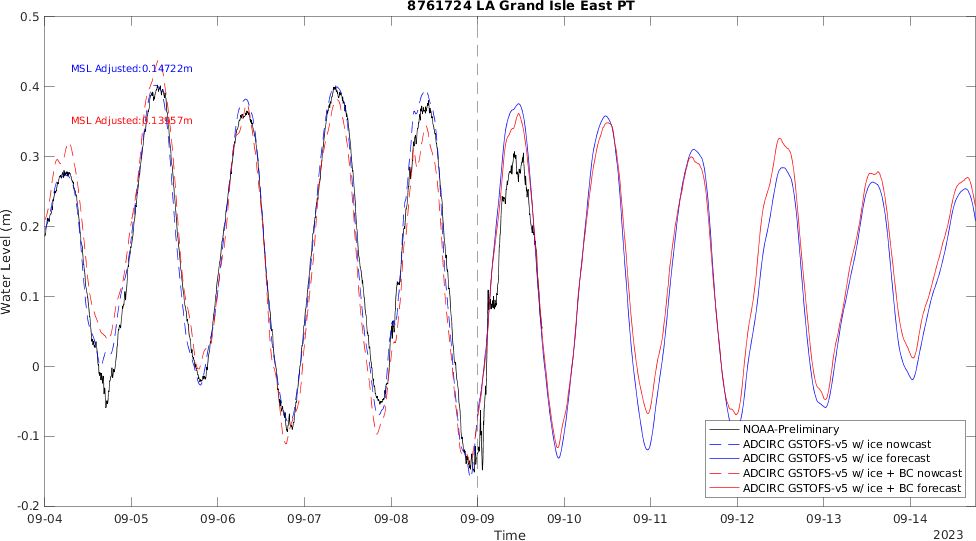 8761724 LA Grand Isle East PT
0.5
MSL Adjusted:0.14722m
0.4
MSL Adjusted:0.13957m
0.3
0.2
0.1
0
-0.1
-0.2
Water Level (m)
NOAA-Preliminary
ADCIRC GSTOFS-v5 w/ ice nowcast
ADCIRC GSTOFS-v5 w/ ice forecast
ADCIRC GSTOFS-v5 w/ ice + BC nowcast
ADCIRC GSTOFS-v5 w/ ice + BC forecast
09-04 09-05 09-06 09-07 09-08 09-09 09-10 09-11 09-12 09-13 09-14
Time
2023